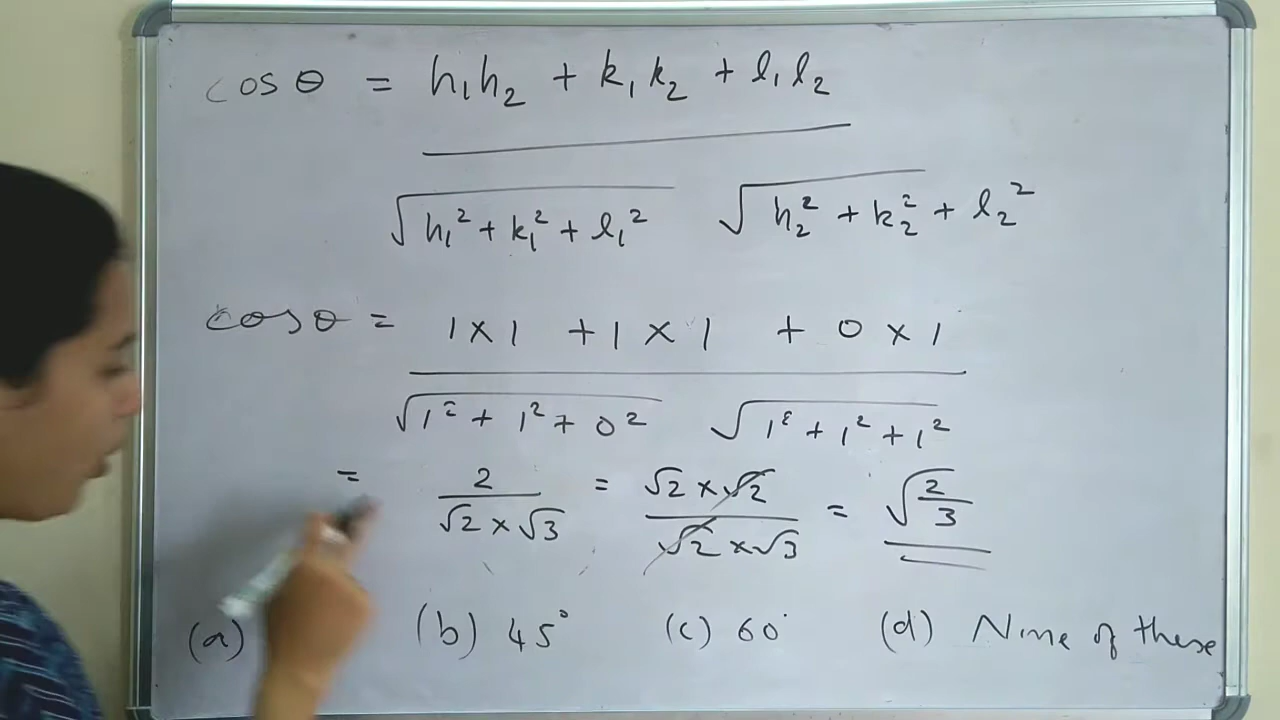 cos θ = h₁h₂ + k₁k₂ + l₁l₂
√h₁² + k₁² + l₁² √h₂² + k₂² + l₂²
cosθ = 1 × 1 + 1 × 1 + 0 × 1
√1² + 1² + 0² √1² + 1² + 1²
= 2/√2 × √3 = √2 × √2/√2 × √3 = √2/3
(a) (b) 45° (c) 60° (d) None of these